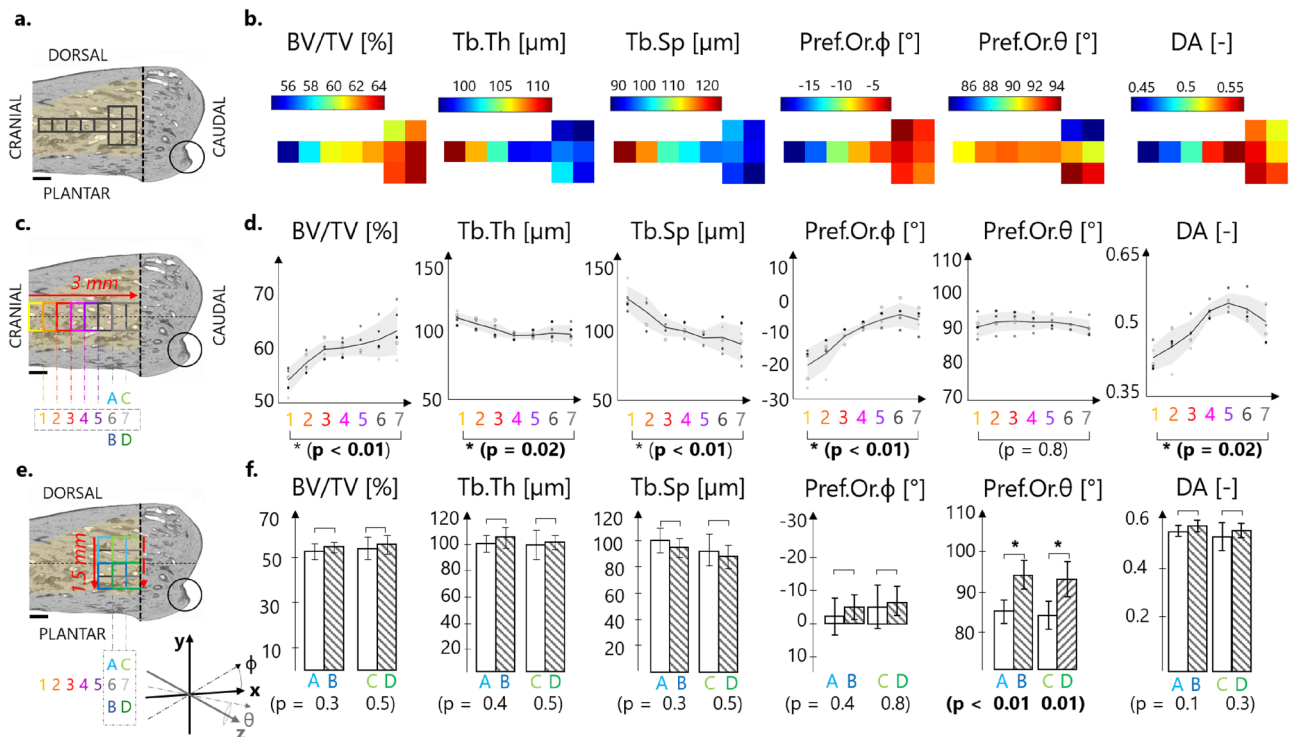 a.
DORSAL
CRANIAL
CAUDAL
PLANTAR
b.
BV/TV [%]
56 58 60 62 64
Tb.Th [µm]
100 105 110
Tb.Sp [µm]
90 100 110 120
Pref.Or.ϕ [°]
-15 -10 -5
Pref.Or.θ [°]
86 88 90 92 94
DA [-]
0.45 0.5 0.55
c.
3 mm
CRANIAL
CAUDAL
A C
1 2 3 4 5 6 7
B D
d.
BV/TV [%]
70
60
50
1 2 3 4 5 6 7
* (p < 0.01)
Tb.Th [µm]
150
100
50
1 2 3 4 5 6 7
* (p = 0.02)
Tb.Sp [µm]
150
100
50
1 2 3 4 5 6 7
* (p < 0.01)
Pref.Or.ϕ [°]
10
0
-10
-20
-30
1 2 3 4 5 6 7
* (p < 0.01)
Pref.Or.θ [°]
110
100
90
80
70
1 2 3 4 5 6 7
(p = 0.8)
DA [-]
0.65
0.5
0.35
1 2 3 4 5 6 7
* (p = 0.02)
e.
DORSAL
1.5 mm
PLANTAR
A C
1 2 3 4 5 6 7
B D
y
ϕ
x
θ
z
f.
BV/TV [%]
70
50
30
10
A B C D
(p = 0.3 0.5)
Tb.Th [µm]
120
100
80
60
40
20
A B C D
(p = 0.4 0.5)
Tb.Sp [µm]
120
100
80
60
40
20
A B C D
(p = 0.3 0.5)
Pref.Or.ϕ [°]
-30
-20
-10
0
10
A B C D
(p = 0.4 0.8)
Pref.Or.θ [°]
110
100
90
80
* *
A B C D
(p < 0.01 0.01)
DA [-]
0.6
0.4
0.2
A B C D
(p = 0.1 0.3)